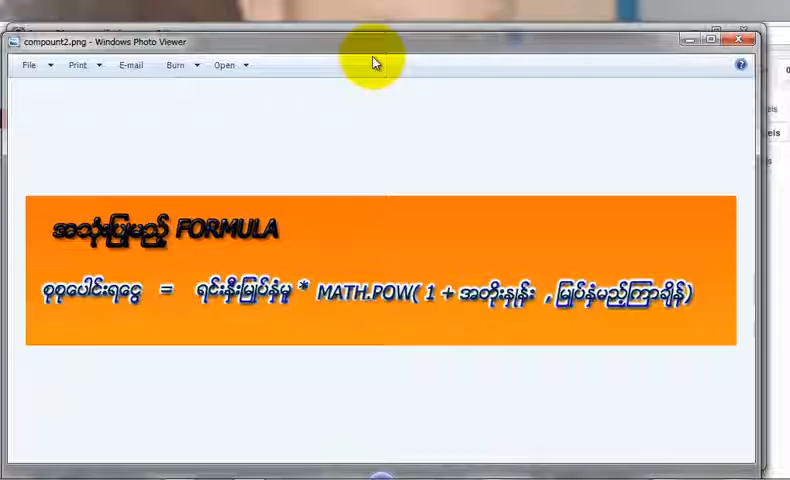 compount2.png - Windows Photo Viewer
File Print E-mail Burn Open
အသုံးပြုမည့် FORMULA
စုစုပေါင်းရငွေ = ရင်းနှီးမြှုပ်နှံမှု * MATH.POW( 1 + အတိုးနှုန်း , မြှုပ်နှံမည့်ကြာချိန်)